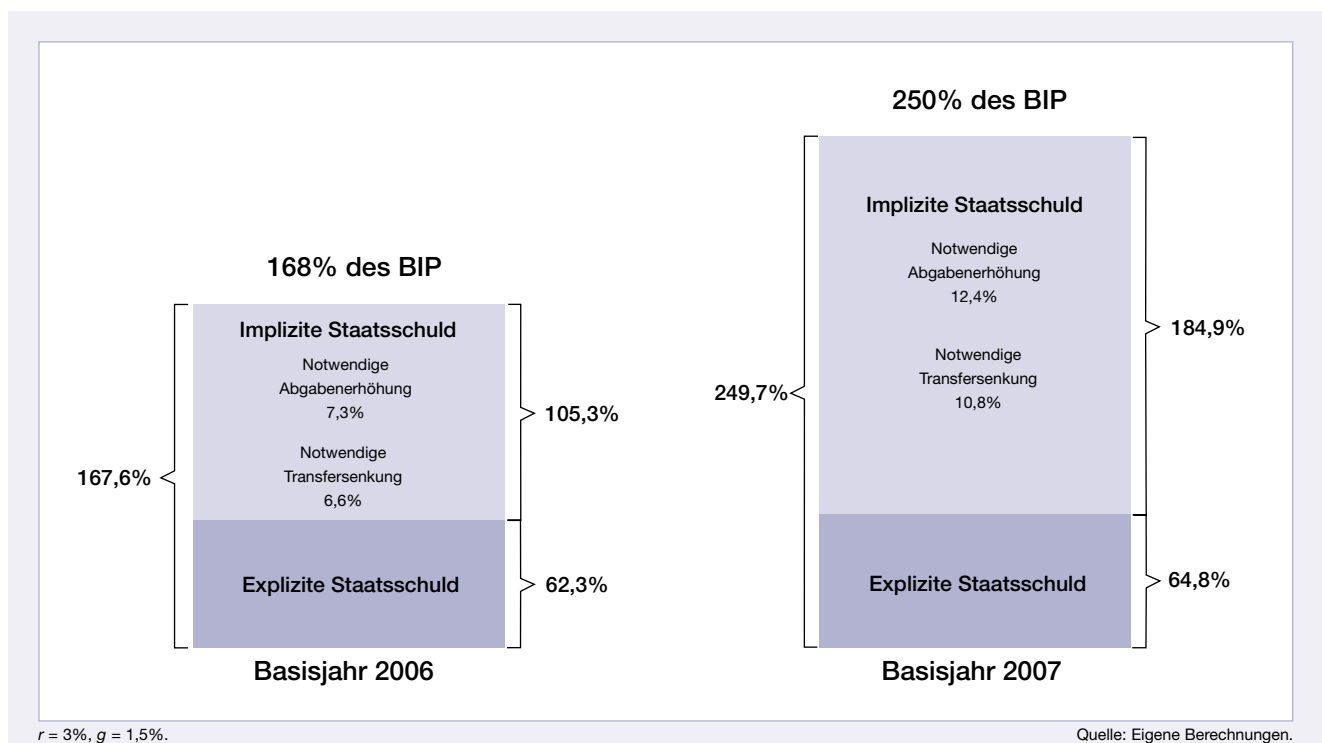 168% des BIP
Implizite Staatsschuld
Notwendige
Abgabenerhöhung
7,3%
Notwendige
Transfersenkung
6,6%
167,6%
105,3%
Explizite Staatsschuld
62,3%
Basisjahr 2006
250% des BIP
Implizite Staatsschuld
Notwendige
Abgabenerhöhung
12,4%
Notwendige
Transfersenkung
10,8%
249,7%
184,9%
Explizite Staatsschuld
64,8%
Basisjahr 2007
r = 3%, g = 1,5%.
Quelle: Eigene Berechnungen.